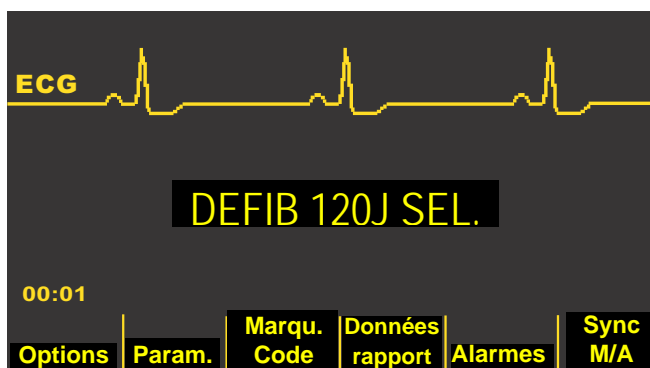 ECG
DEFIB 120J SEL.
00:01
Options
Param.
Marqu.
Code
Données
rapport
Alarmes
Sync
M/A